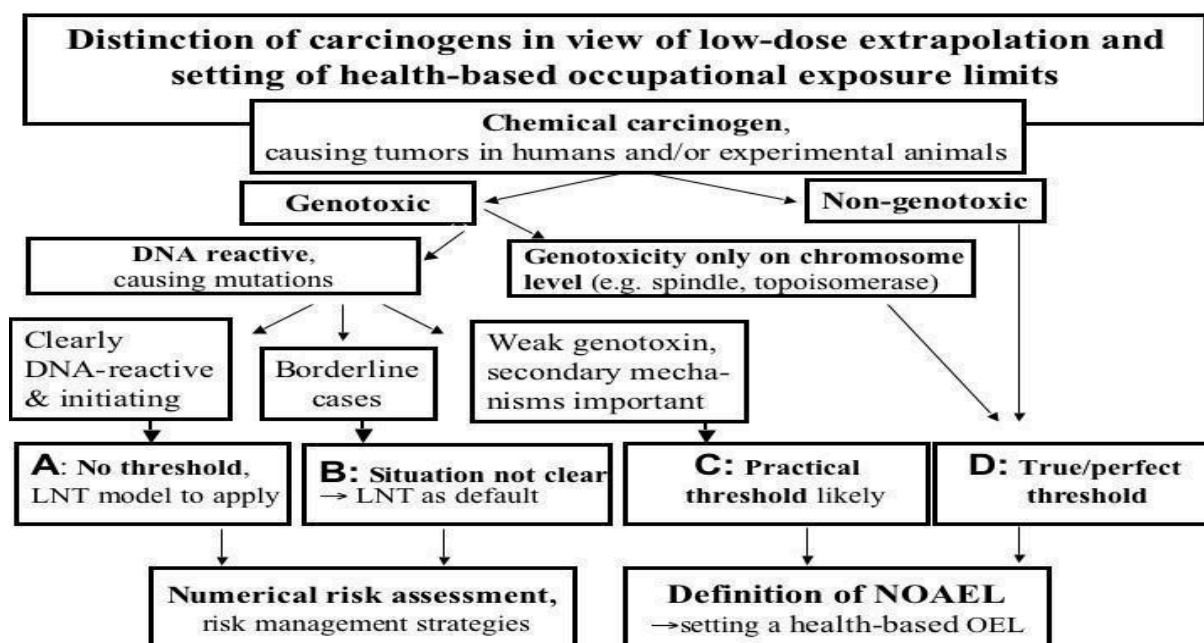 Distinction of carcinogens in view of low-dose extrapolation and
setting of health-based occupational exposure limits
Chemical carcinogen,
causing tumors in humans and/or experimental animals
Genotoxic
Non-genotoxic
DNA reactive,
causing mutations
Genotoxicity only on chromosome
level (e.g. spindle, topoisomerase)
Clearly
DNA-reactive
& initiating
Borderline
cases
Weak genotoxin,
secondary mecha-
nisms important
A: No threshold,
LNT model to apply
B: Situation not clear
→ LNT as default
C: Practical
threshold likely
D: True/perfect
threshold
Numerical risk assessment,
risk management strategies
Definition of NOAEL
→setting a health-based OEL